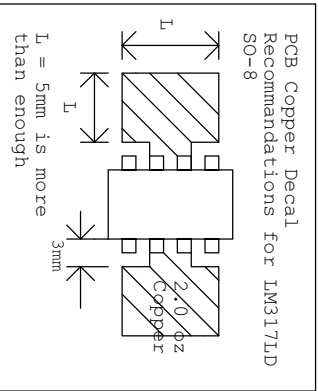 PCB Copper Decal
Recommandations for LM317LD
SO-8
L
L
2.0 oz
Copper
3mm
L = 5mm is more
than enough